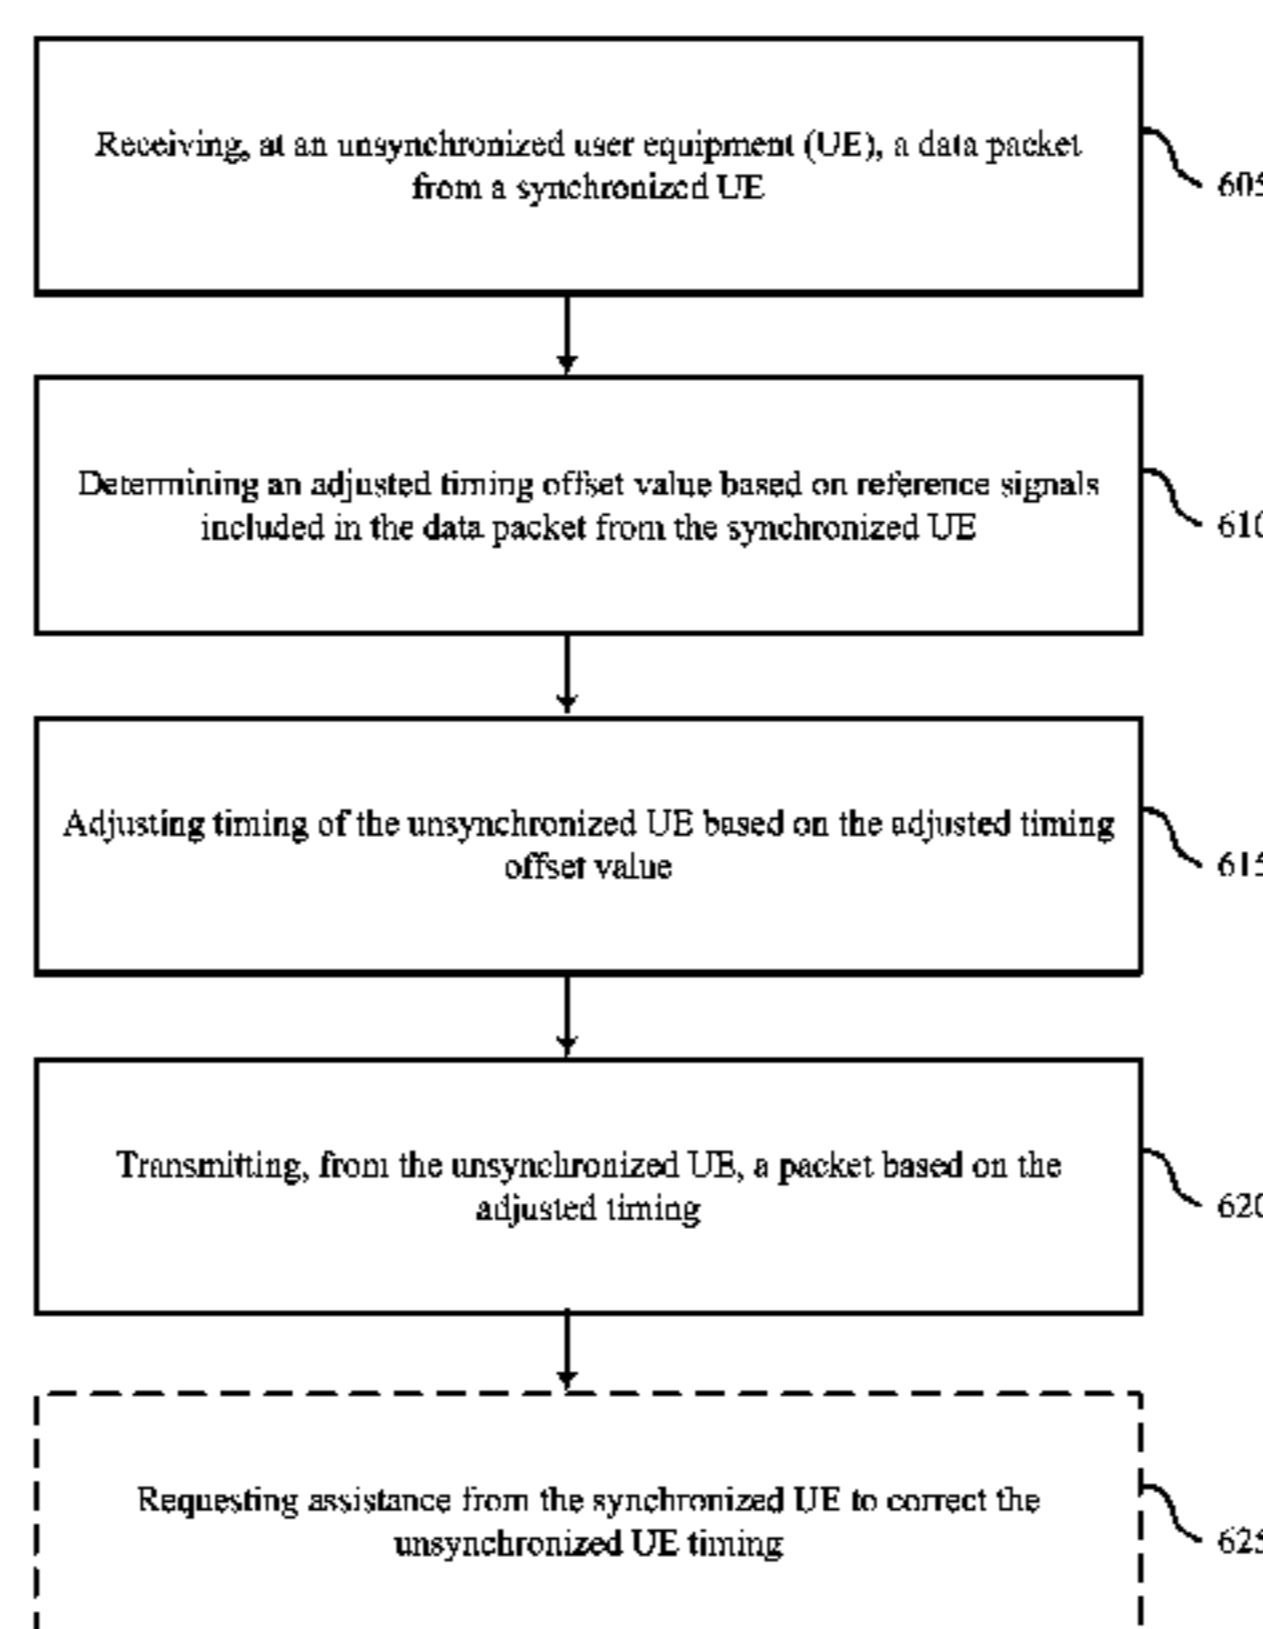 Receiving, at an unsynchronized user equipment (UE), a data packet
from a synchronized UE
605
Determining an adjusted timing offset value based on reference signals
included in the data packet from the synchronized UE
610
Adjusting timing of the unsynchronized UE based on the adjusted timing
offset value
615
Transmitting, from the unsynchronized UE, a packet based on the
adjusted timing
620
Requesting assistance from the synchronized UE to correct the
unsynchronized UE timing
625